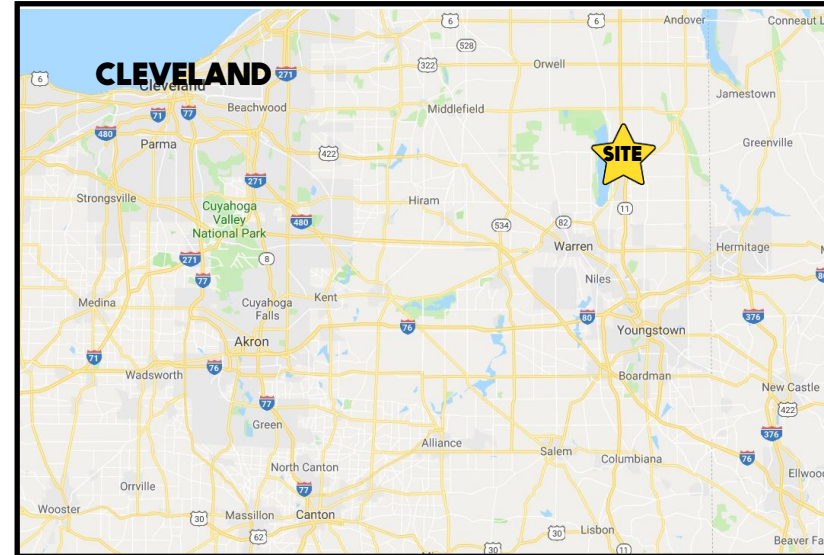 6
6
Andover
Conneaut L
528
CLEVELAND
Cleveland
271
322
Orwell
6
Jamestown
Beachwood
Middlefield
71
77
480
Parma
Greenville
422
SITE
271
Strongsville
Cuyahoga
Valley
National Park
Hiram
11
480
534
82
Warren
Hermitage
271
8
77
Niles
80
Medina
Cuyahoga
Falls
Kent
76
80
376
Youngstown
Akron
71
76
Wadsworth
Boardman
New Castle
77
422
Green
376
Alliance
Salem
Columbiana
76
North Canton
Ellwoo
77
Orrville
Wooster
30
Massillon
Canton
62
30
Lisbon
30
11
Beaver Fa